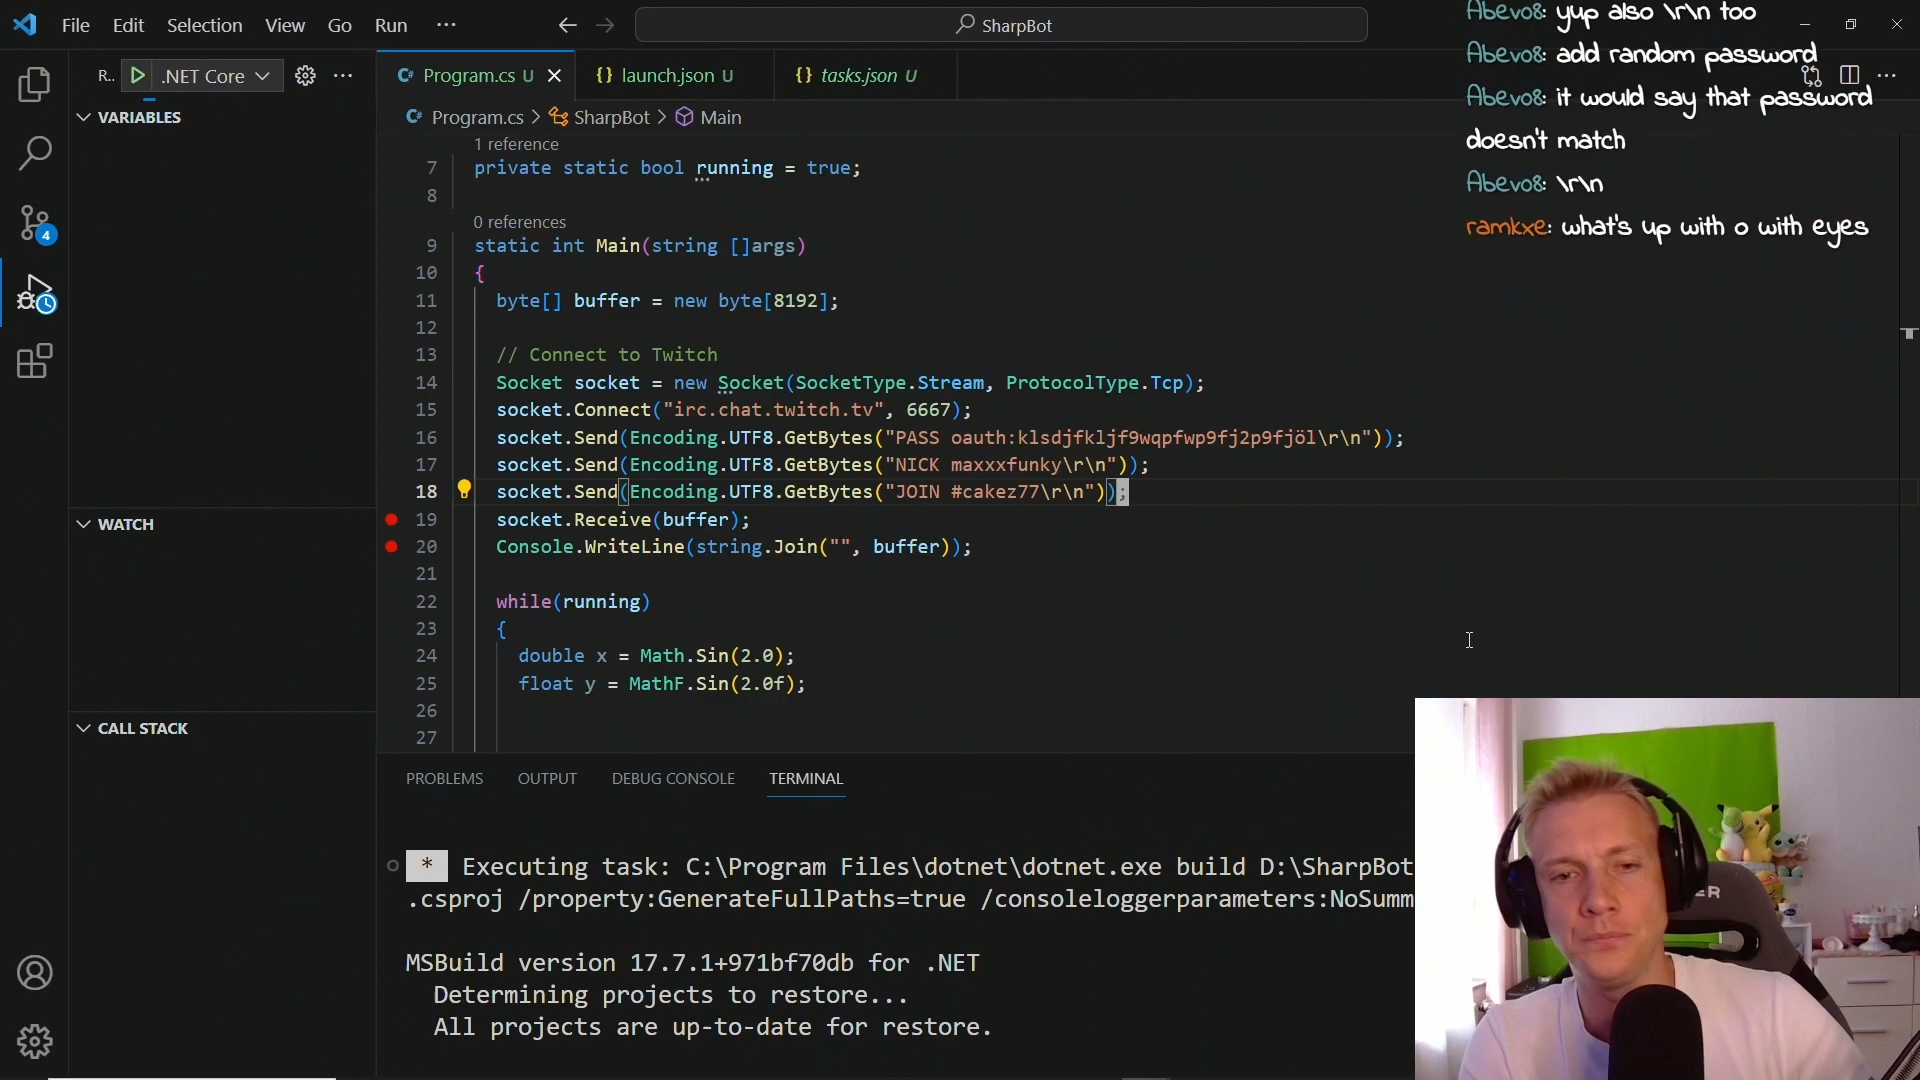 File Edit Selection View Go Run ··· SharpBot
R.. .NET Core ···
Program.cs U launch.json U tasks.json U
Program.cs > SharpBot > Main
VARIABLES
WATCH
CALL STACK
4
1 reference
7 private static bool running = true;
8
0 references
9 static int Main(string []args)
10 {
11 byte[] buffer = new byte[8192];
12
13 // Connect to Twitch
14 Socket socket = new Socket(SocketType.Stream, ProtocolType.Tcp);
15 socket.Connect("irc.chat.twitch.tv", 6667);
16 socket.Send(Encoding.UTF8.GetBytes("PASS oauth:klsdjfkljf9wqpfwp9fj2p9fjöl\r\n"));
17 socket.Send(Encoding.UTF8.GetBytes("NICK maxxxfunky\r\n"));
18 socket.Send(Encoding.UTF8.GetBytes("JOIN #cakez77\r\n"));
19 socket.Receive(buffer);
20 Console.WriteLine(string.Join("", buffer));
21
22 while(running)
23 {
24 double x = Math.Sin(2.0);
25 float y = MathF.Sin(2.0f);
26
27
Abevo8: yup also \r\n too
Abevo8: add random password
Abevo8: it would say that password
doesn't match
Abevo8: \r\n
ramkxe: what's up with o with eyes
PROBLEMS OUTPUT DEBUG CONSOLE TERMINAL
* Executing task: C:\Program Files\dotnet\dotnet.exe build D:\SharpBot
.csproj /property:GenerateFullPaths=true /consoleloggerparameters:NoSumm
MSBuild version 17.7.1+971bf70db for .NET
Determining projects to restore...
All projects are up-to-date for restore.